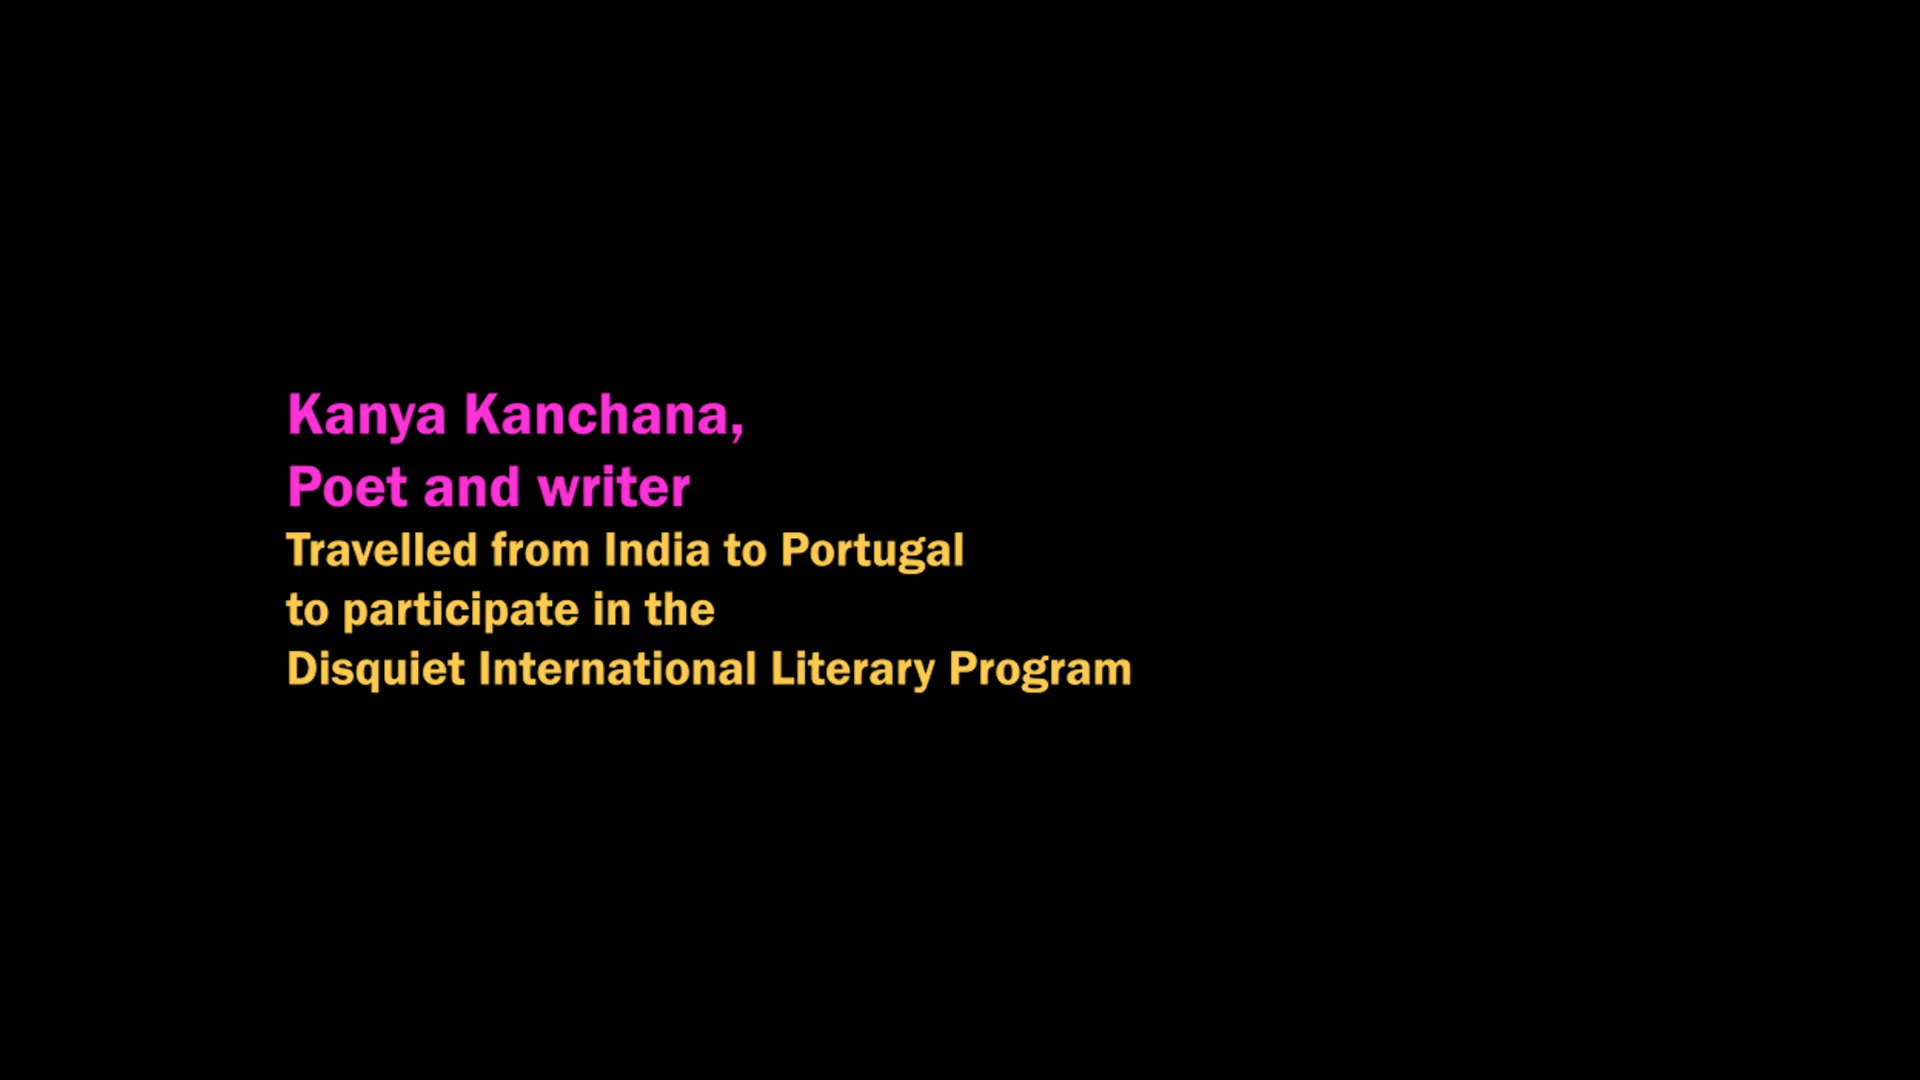 Kanya Kanchana,
Poet and writer
Travelled from India to Portugal
to participate in the
Disquiet International Literary Program